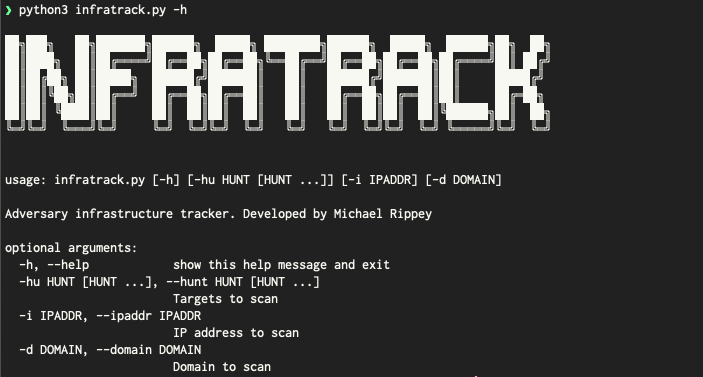 ❯ python3 infratrack.py -h
INFRATRACK
usage: infratrack.py [-h] [-hu HUNT [HUNT ...]] [-i IPADDR] [-d DOMAIN]
Adversary infrastructure tracker. Developed by Michael Rippey
optional arguments:
-h, --help show this help message and exit
-hu HUNT [HUNT ...], --hunt HUNT [HUNT ...]
Targets to scan
-i IPADDR, --ipaddr IPADDR
IP address to scan
-d DOMAIN, --domain DOMAIN
Domain to scan